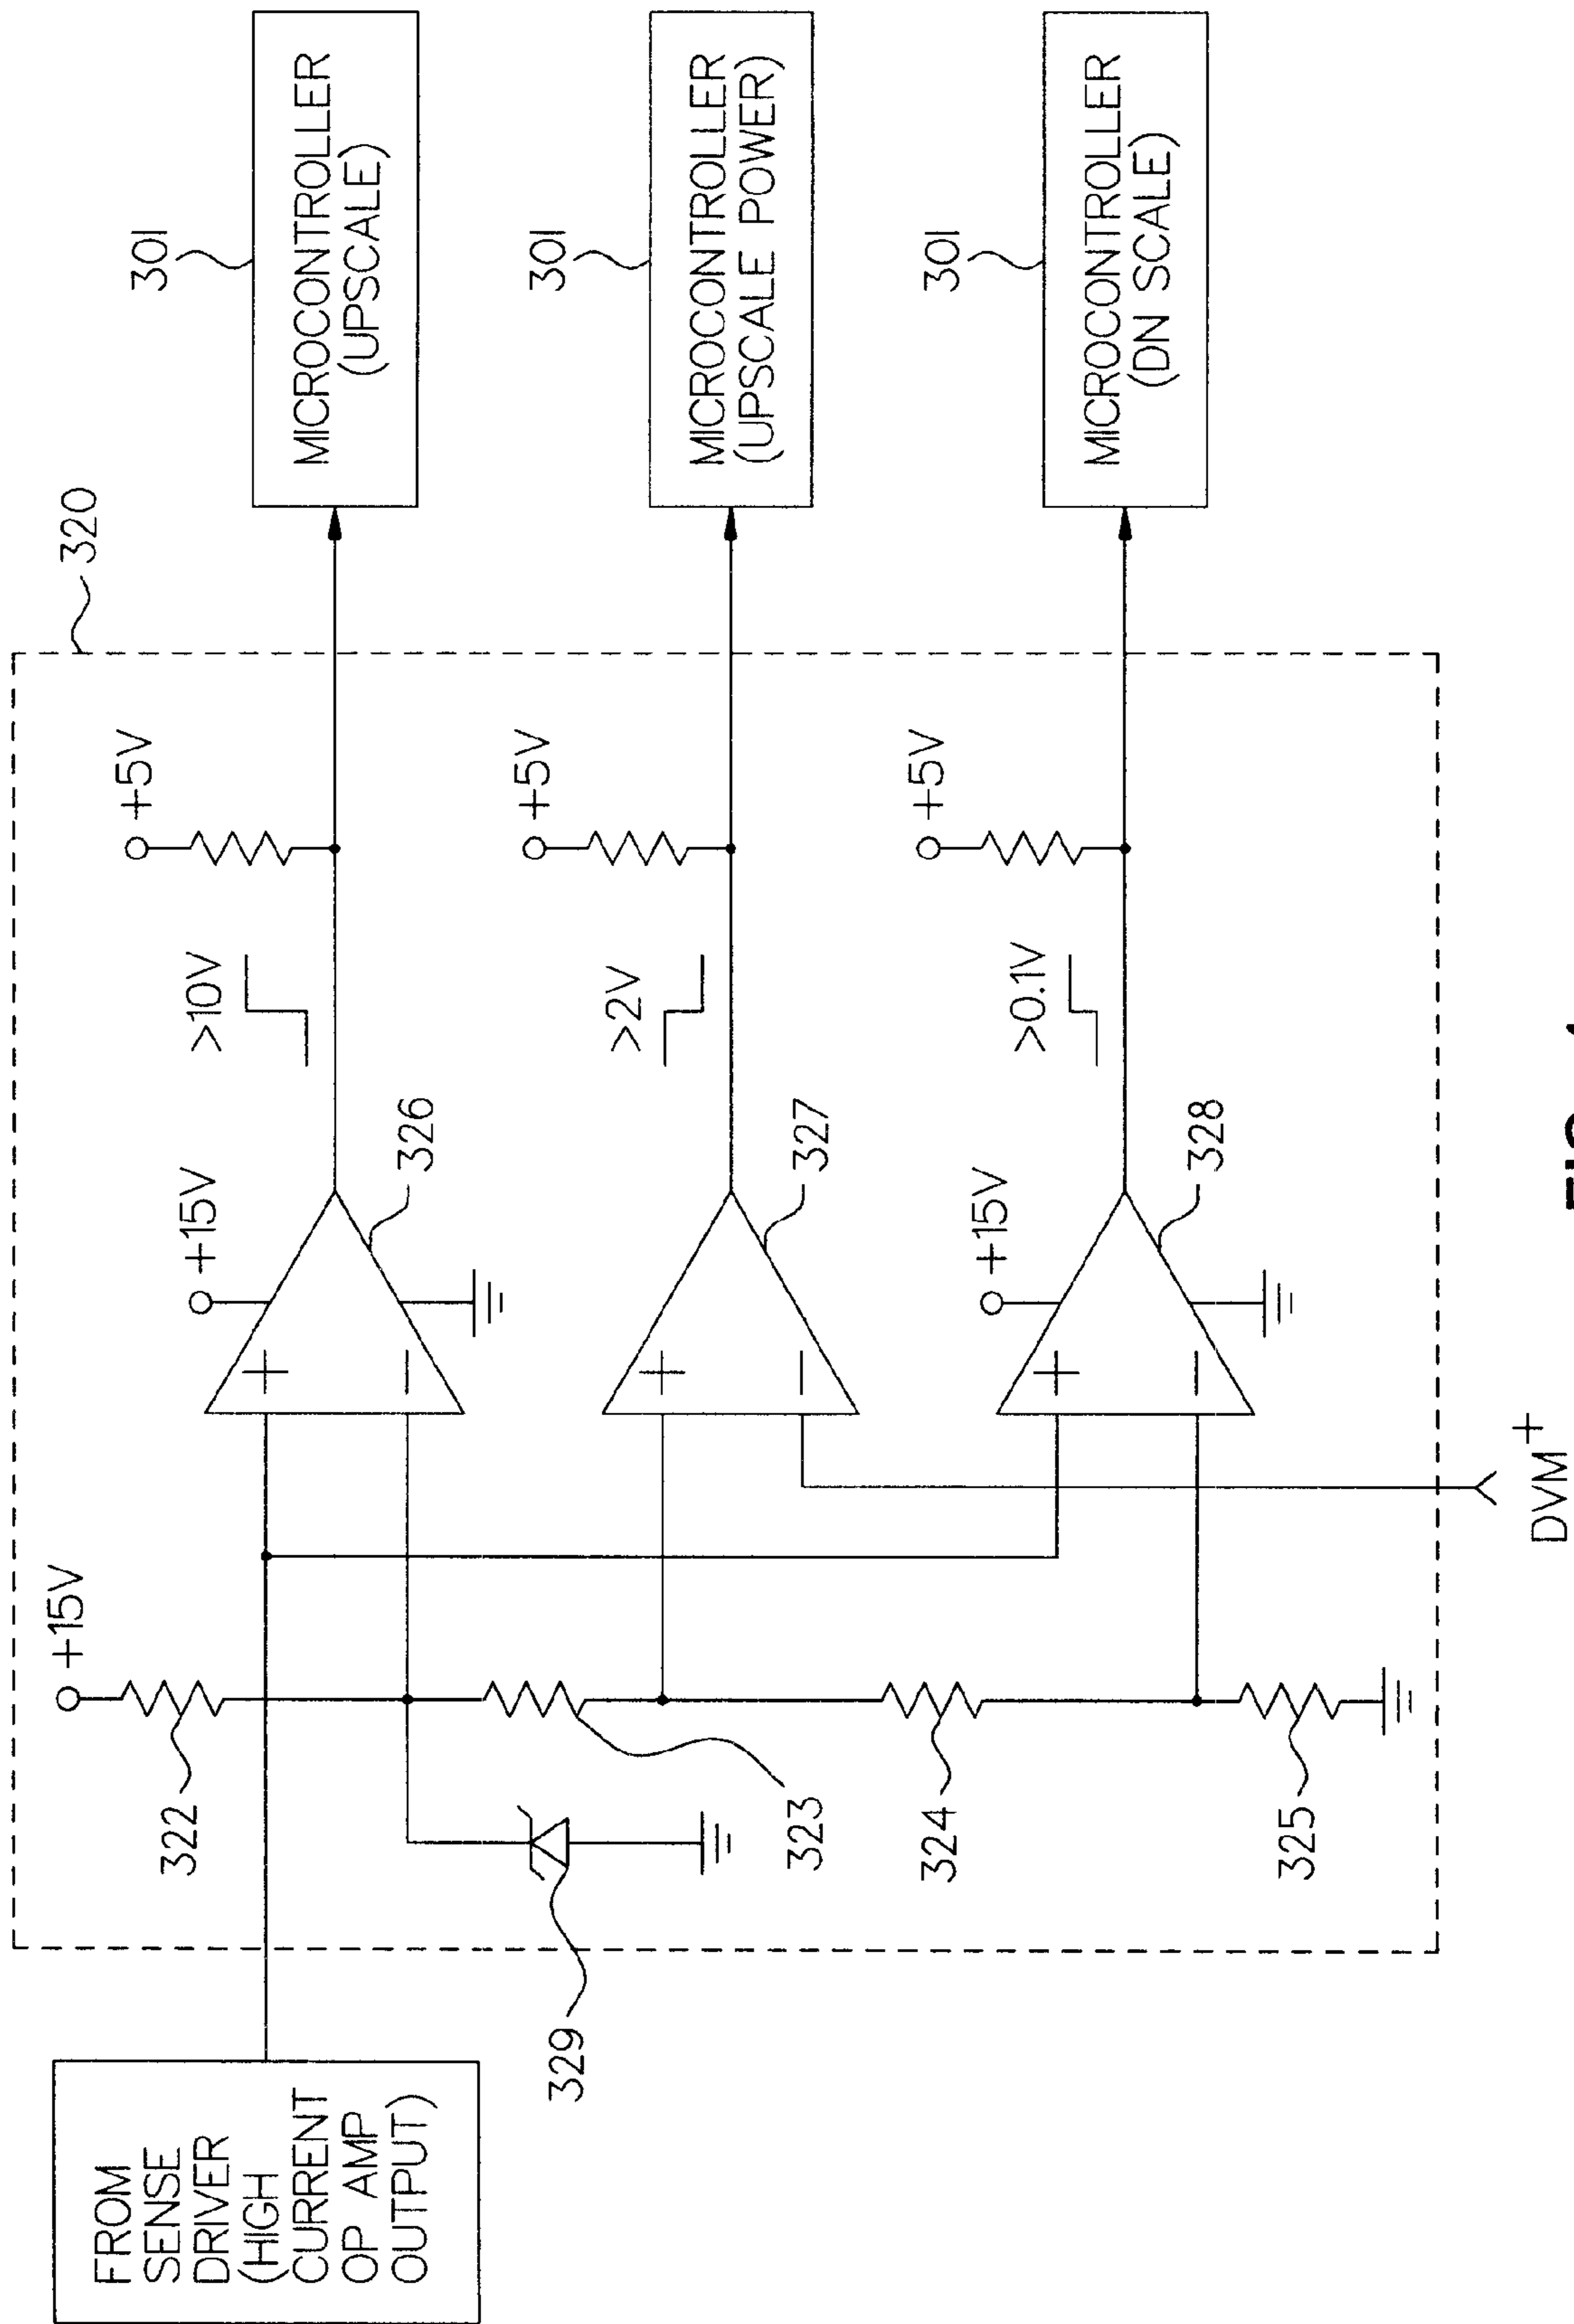 FROM
SENSE
DRIVER
(HIGH
CURRENT
OP AMP
OUTPUT)
320
+15V
322
329
323
324
325
+15V
326
>10V
+5V
301
MICROCONTROLLER
(UPSCALE)
327
>2V
+5V
301
MICROCONTROLLER
(UPSCALE POWER)
+15V
328
>0.1V
+5V
301
MICROCONTROLLER
(DN SCALE)
+
−
+
−
+
−
DVM+